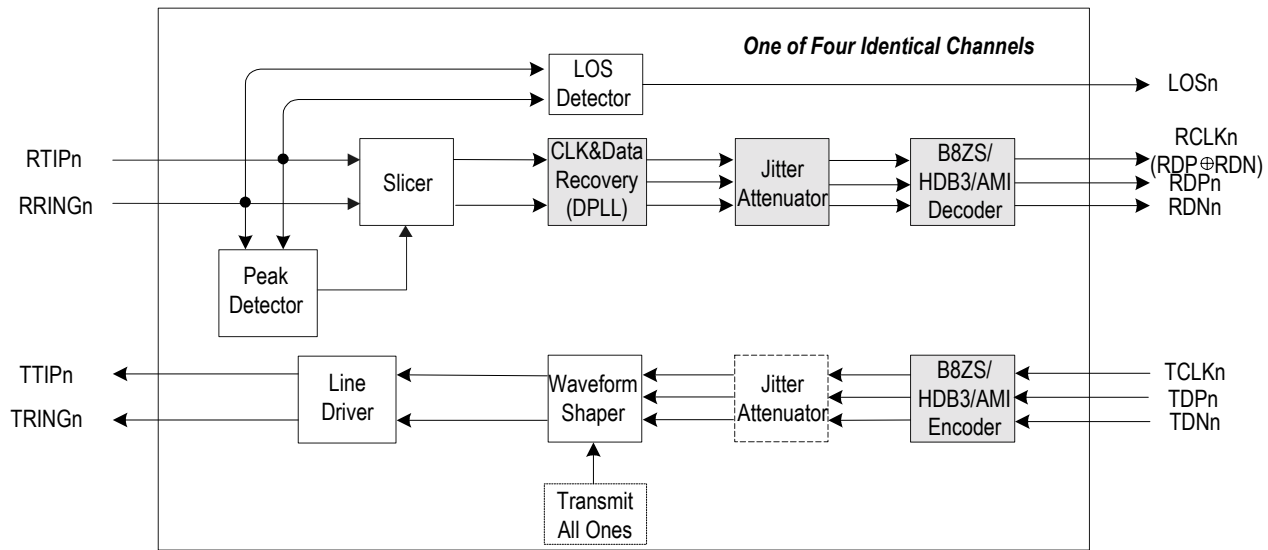 One of Four Identical Channels
LOS
Detector
LOSn
RTIPn
RRINGn
Slicer
CLK&Data
Recovery
(DPLL)
Jitter
Attenuator
B8ZS/
HDB3/AMI
Decoder
RCLKn
(RDP⊕RDN)
RDPn
RDNn
Peak
Detector
TTIPn
TRINGn
Line
Driver
Waveform
Shaper
Jitter
Attenuator
B8ZS/
HDB3/AMI
Encoder
TCLKn
TDPn
TDNn
Transmit
All Ones